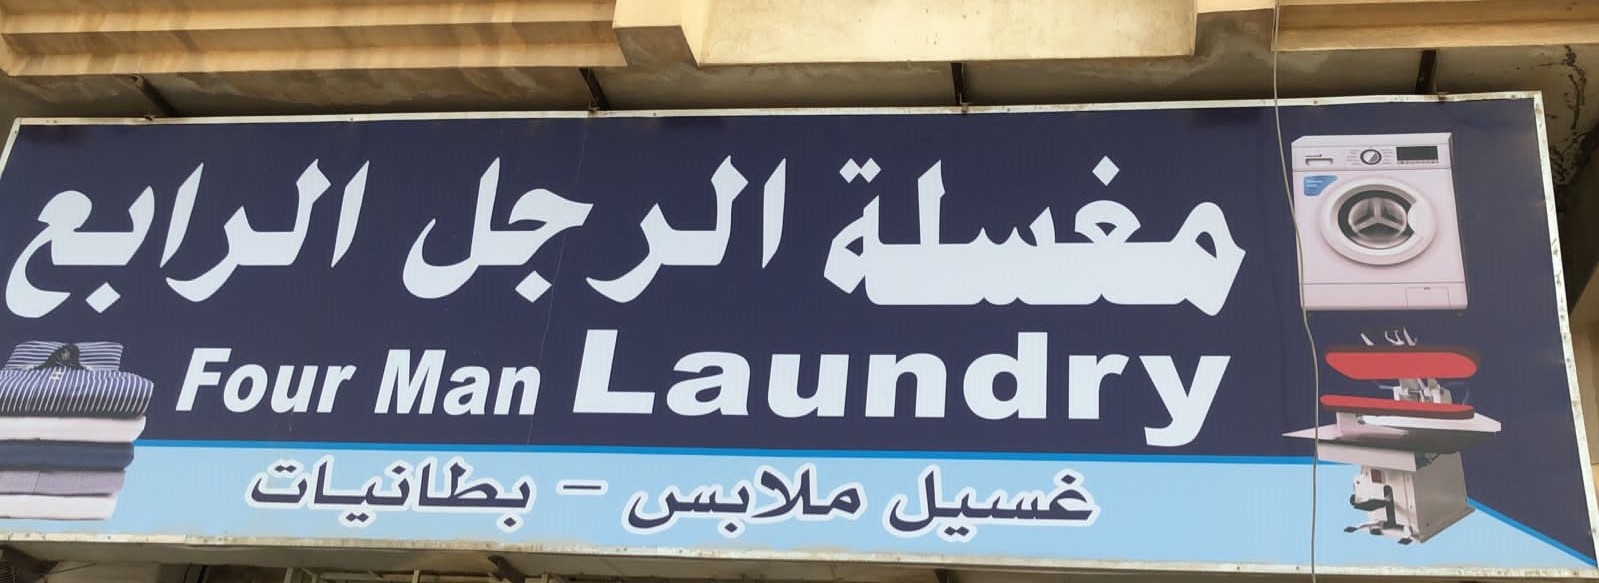 مغسلة الرجل الرابع
Four Man Laundry
غسيل ملابس - بطانيات